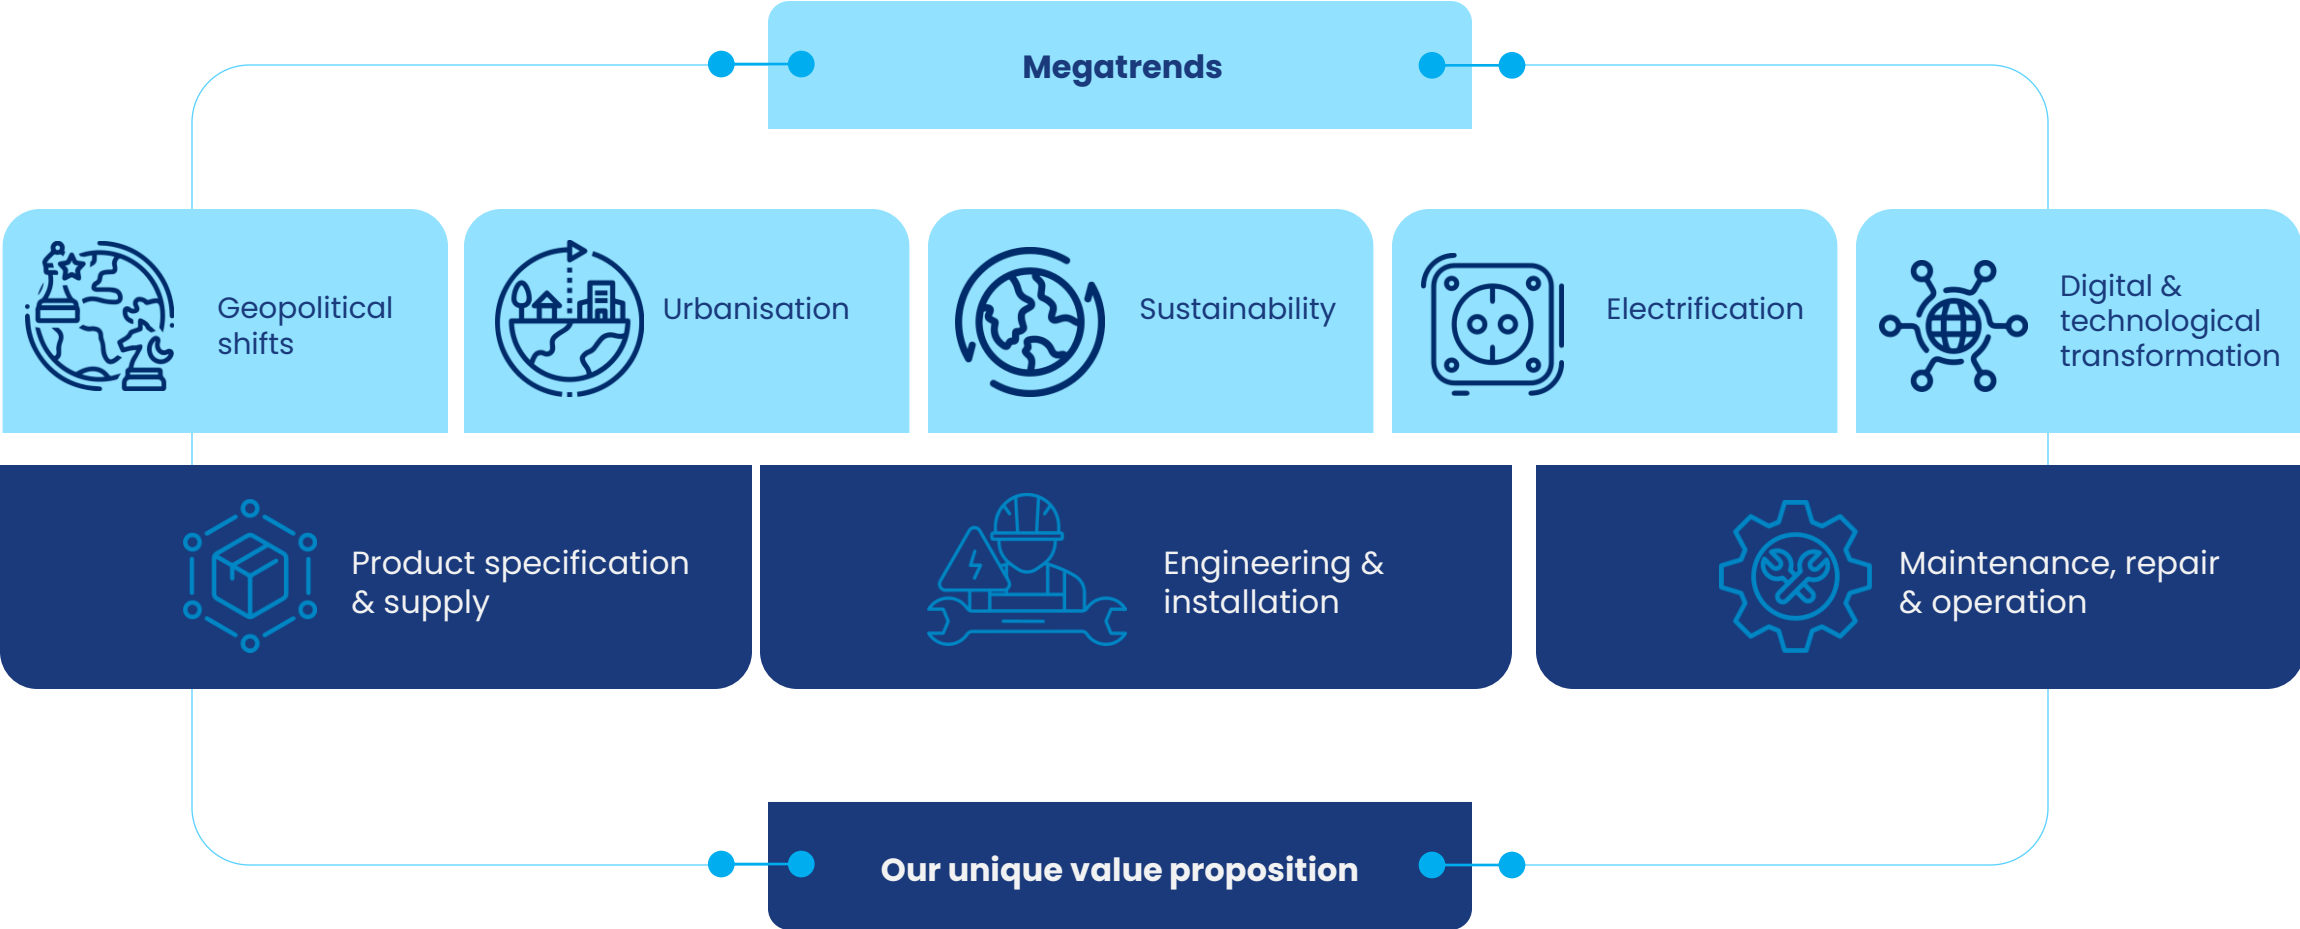 Megatrends
Geopolitical
shifts
Urbanisation
Sustainability
Electrification
Digital &
technological
transformation
Product specification
& supply
Engineering &
installation
Maintenance, repair
& operation
Our unique value proposition